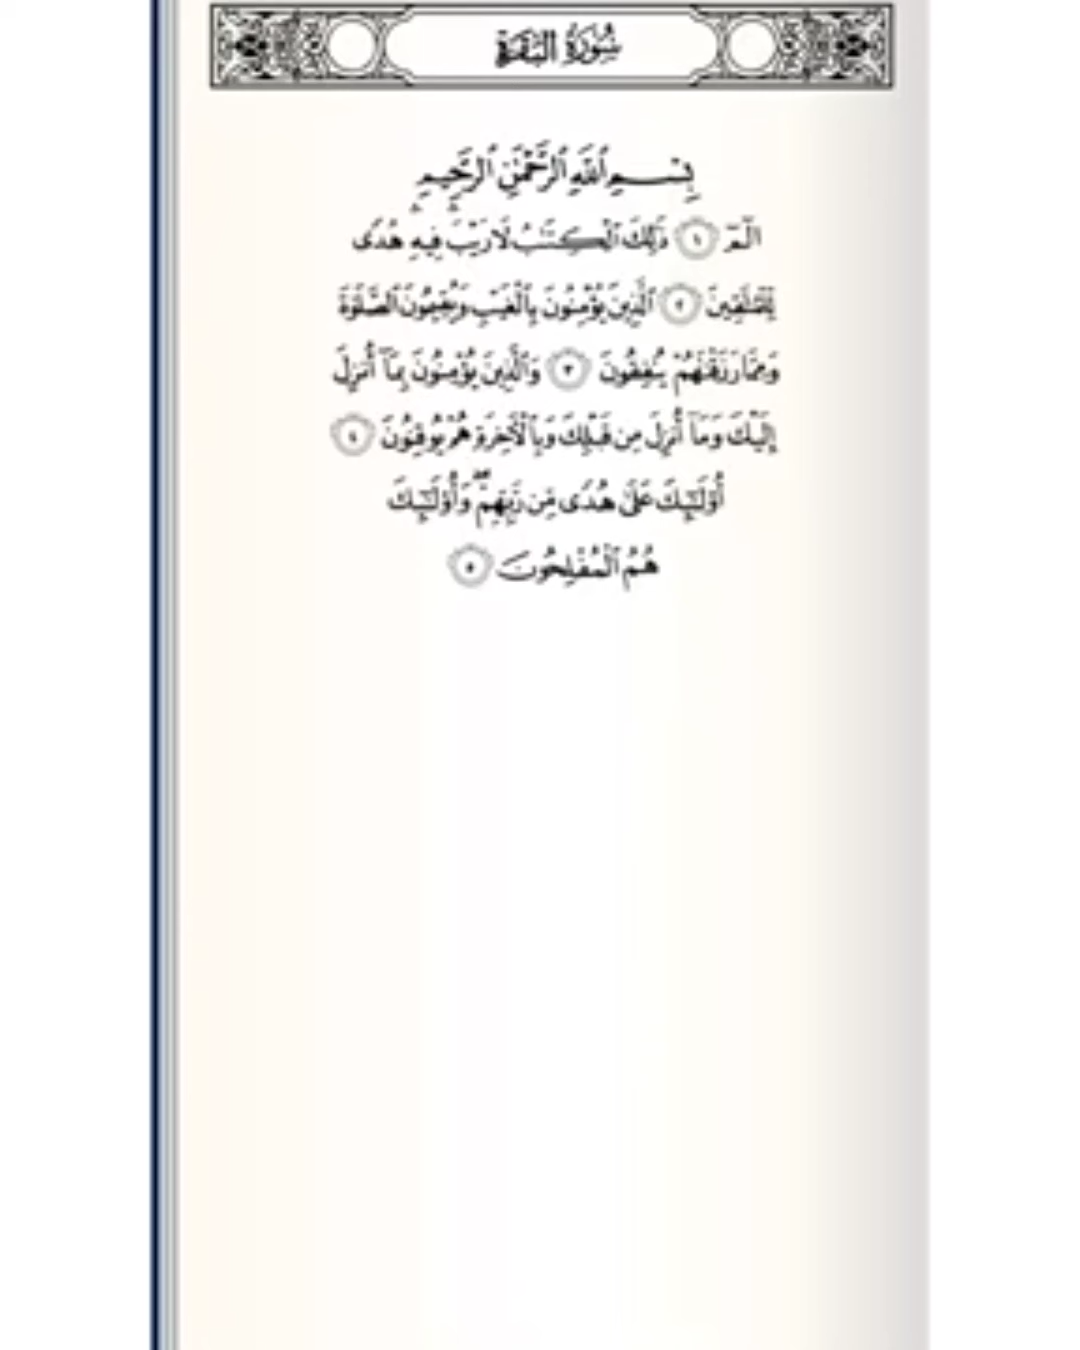 سُورَةُ البَقَرَةِ
بِسْمِ ٱللَّهِ ٱلرَّحْمَٰنِ ٱلرَّحِيمِ
الٓمٓ ١ ذَٰلِكَ ٱلْكِتَٰبُ لَا رَيْبَ فِيهِ هُدًى
لِّلْمُتَّقِينَ ٢ ٱلَّذِينَ يُؤْمِنُونَ بِٱلْغَيْبِ وَيُقِيمُونَ ٱلصَّلَوٰةَ
وَمِمَّا رَزَقْنَٰهُمْ يُنفِقُونَ ٣ وَٱلَّذِينَ يُؤْمِنُونَ بِمَآ أُنزِلَ
إِلَيْكَ وَمَآ أُنزِلَ مِن قَبْلِكَ وَبِٱلْءَاخِرَةِ هُمْ يُوقِنُونَ ٤
أُو۟لَٰٓئِكَ عَلَىٰ هُدًى مِّن رَّبِّهِمْ ۖ وَأُو۟لَٰٓئِكَ
هُمُ ٱلْمُفْلِحُونَ ٥